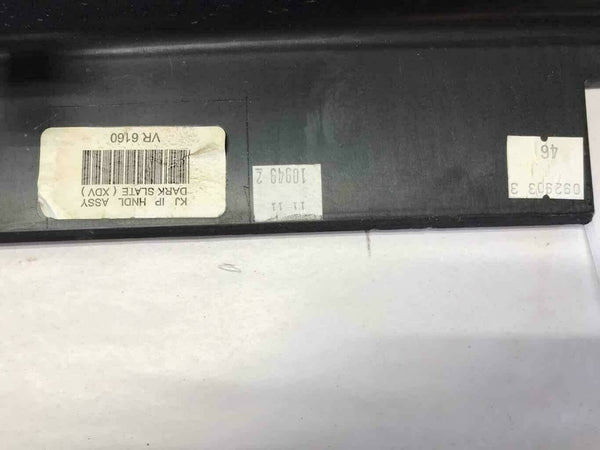 KJ IP HNDL ASSY
DARK SLATE ( XDV )
VR 6160
11 11
10949 2
092903 3
46